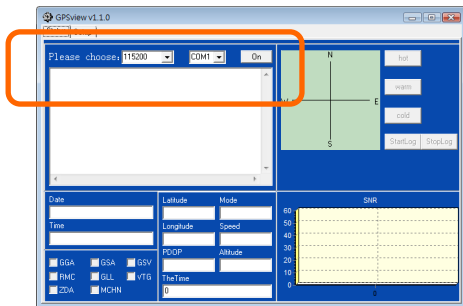 GPSview v1.1.0
Please choose: 115200 COM1 On
N
E
S
hot
warm
cold
StartLog StopLog
Date
Time
Latitude Mode
Longitude Speed
PDOP Altitude
TheTime
0
GGA GSA GSV
RMC GLL VTG
ZDA MCHN
SNR
60
50
40
30
20
10
0
0